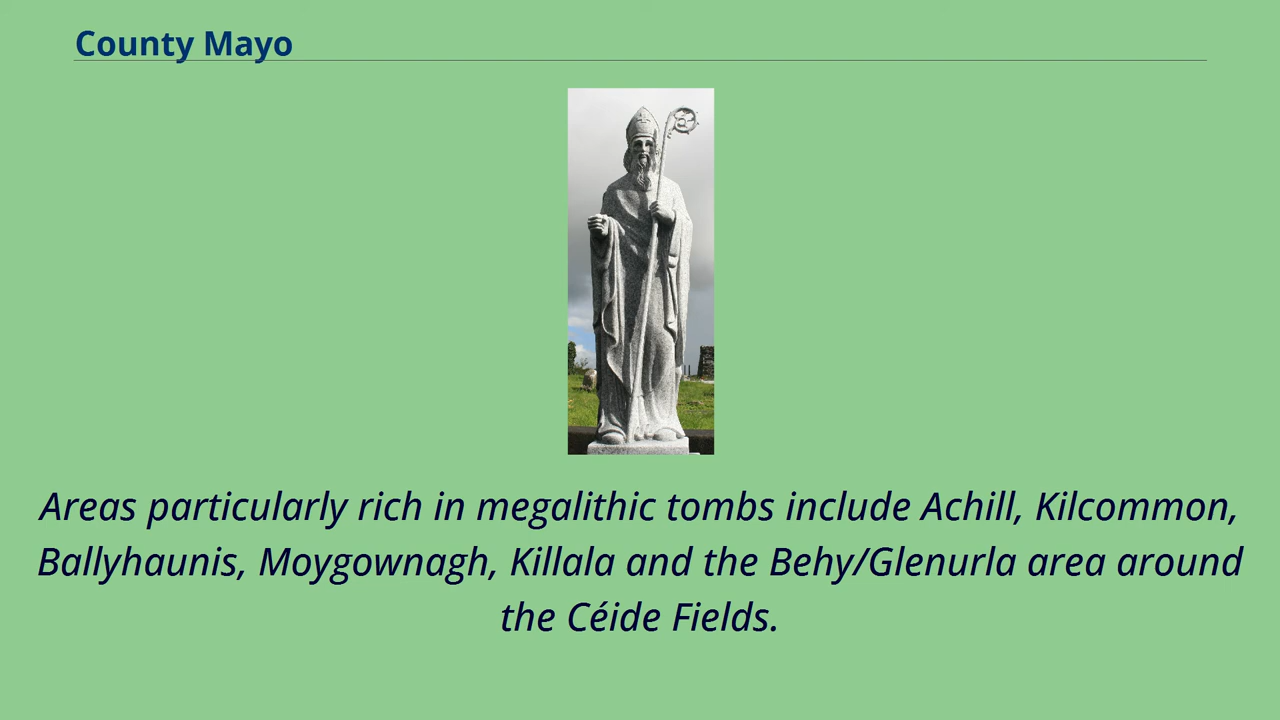 County Mayo
Areas particularly rich in megalithic tombs include Achill, Kilcommon,
Ballyhaunis, Moygownagh, Killala and the Behy/Glenurla area around
the Céide Fields.